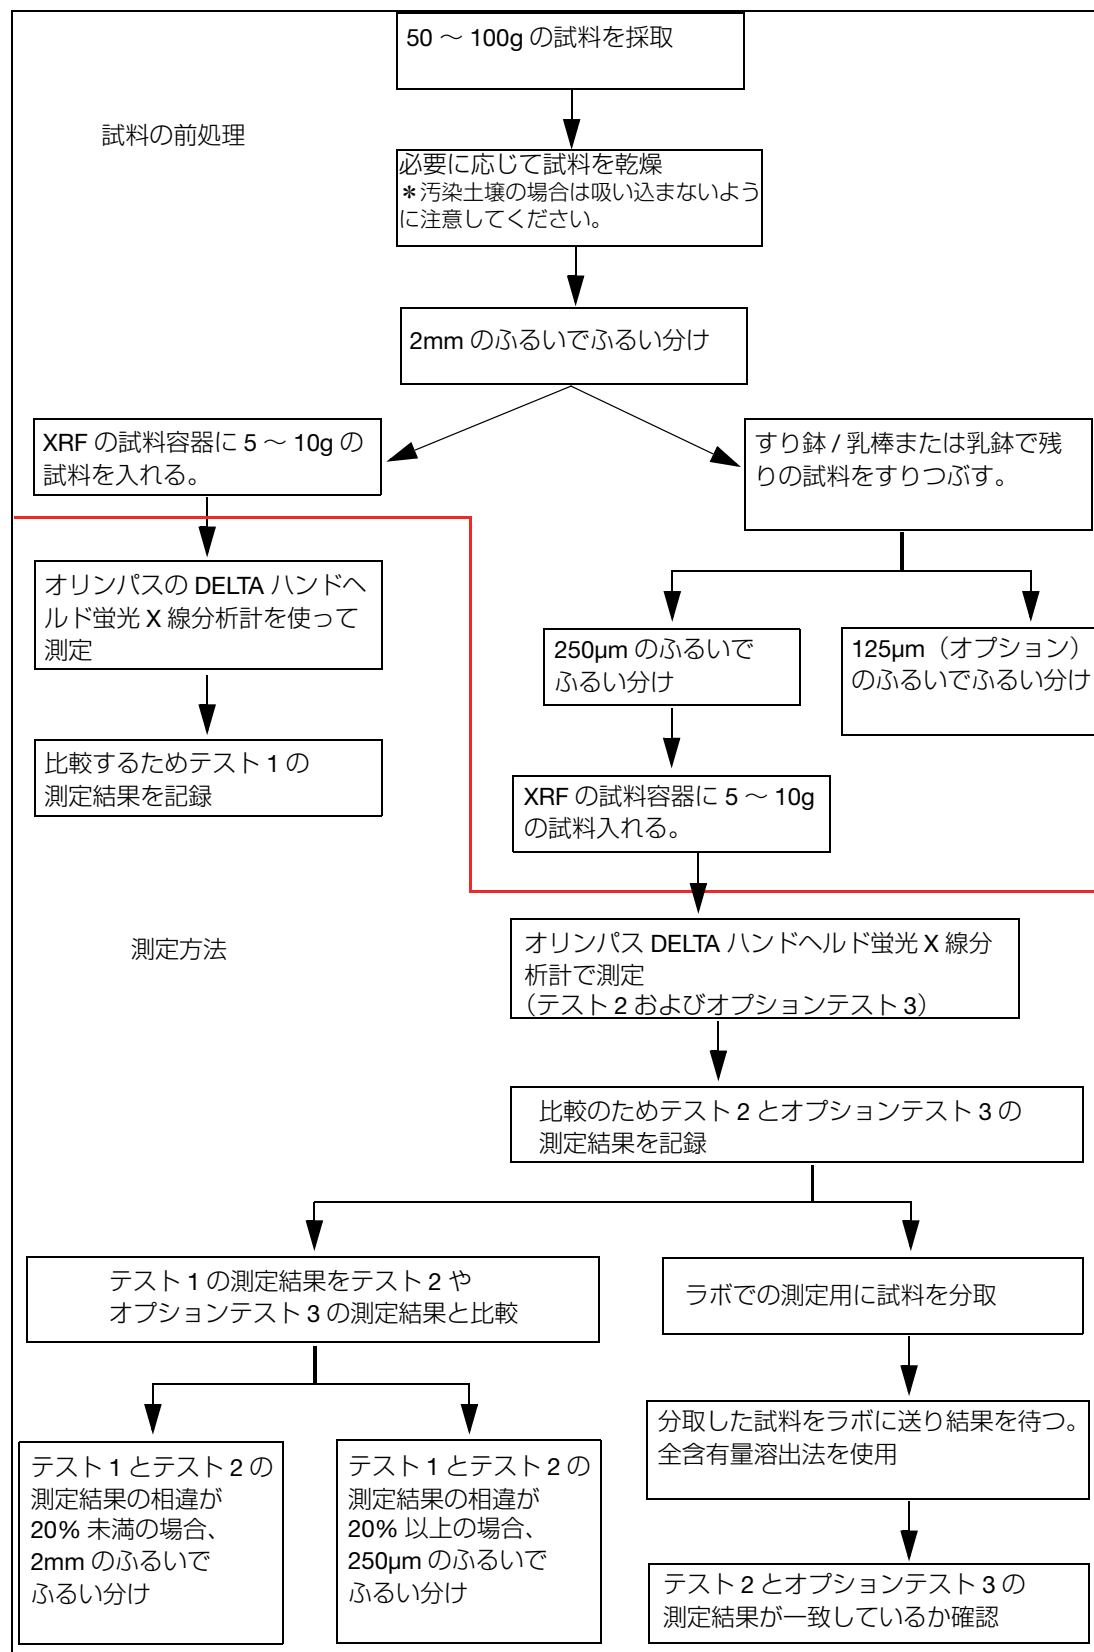 50 ～ 100g の試料を採取
試料の前処理
必要に応じて試料を乾燥
＊汚染土壌の場合は吸い込まないよう
に注意してください。
2mm のふるいでふるい分け
XRF の試料容器に 5 ～ 10g の
試料を入れる。
すり鉢 / 乳棒または乳鉢で残
りの試料をすりつぶす。
オリンパスの DELTA ハンドヘ
ルド蛍光 X 線分析計を使って
測定
250µm のふるいで
ふるい分け
125µm（オプション）
のふるいでふるい分け
比較するためテスト 1 の
測定結果を記録
XRF の試料容器に 5 ～ 10g
の試料入れる。
測定方法
オリンパス DELTA ハンドヘルド蛍光 X 線分
析計で測定
（テスト 2 およびオプションテスト 3）
比較のためテスト 2 とオプションテスト 3 の
測定結果を記録
テスト 1 の測定結果をテスト 2 や
オプションテスト 3 の測定結果と比較
ラボでの測定用に試料を分取
分取した試料をラボに送り結果を待つ。
全含有量溶出法を使用
テスト 1 とテスト 2 の
測定結果の相違が
20% 未満の場合、
2mm のふるいで
ふるい分け
テスト 1 とテスト 2 の
測定結果の相違が
20% 以上の場合、
250µm のふるいで
ふるい分け
テスト 2 とオプションテスト 3 の
測定結果が一致しているか確認